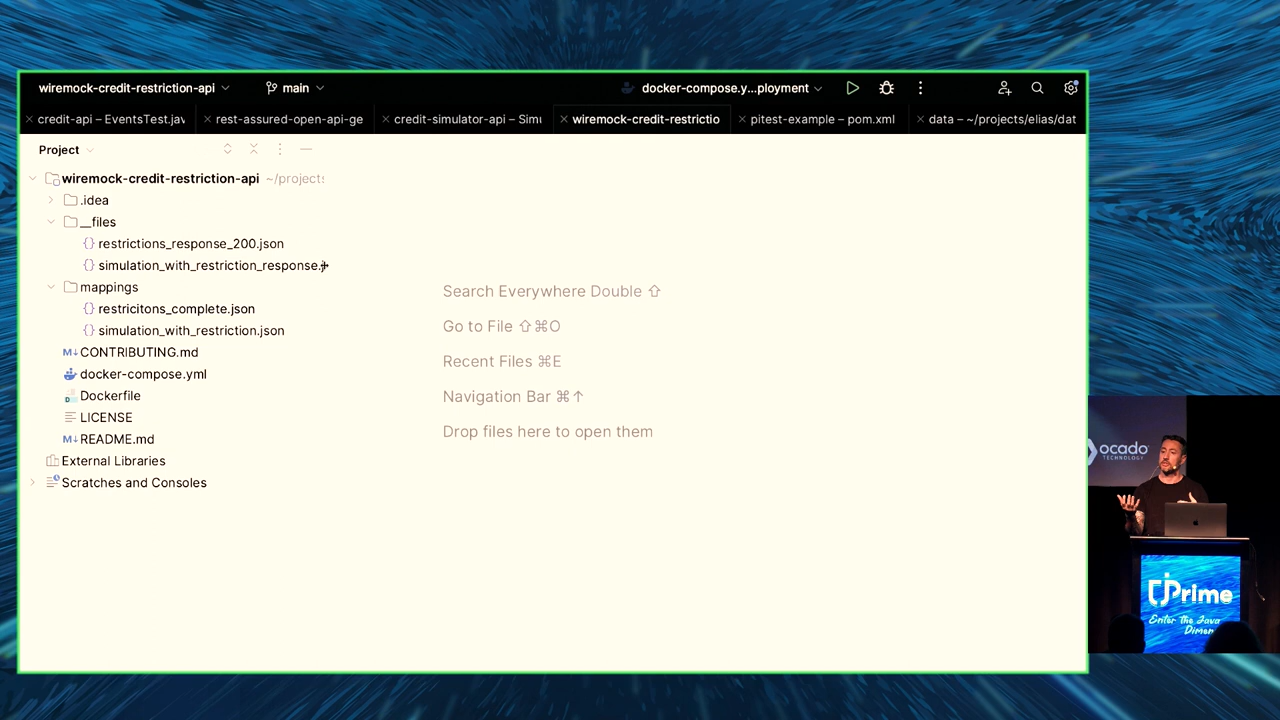 wiremock-credit-restriction-api
main
docker-compose.y...ployment
credit-api – EventsTest.jav
rest-assured-open-api-ge
credit-simulator-api – Simu
wiremock-credit-restrictio
pitest-example – pom.xml
data – ~/projects/elias/dat
Project
wiremock-credit-restriction-api ~/projects
.idea
__files
restrictions_response_200.json
simulation_with_restriction_response.j
mappings
restricitons_complete.json
simulation_with_restriction.json
CONTRIBUTING.md
docker-compose.yml
Dockerfile
LICENSE
README.md
External Libraries
Scratches and Consoles
Search Everywhere Double ⇧
Go to File ⇧⌘O
Recent Files ⌘E
Navigation Bar ⌘↑
Drop files here to open them
ocado
TECHNOLOGY
jPrime
Enter the Java
Dimen